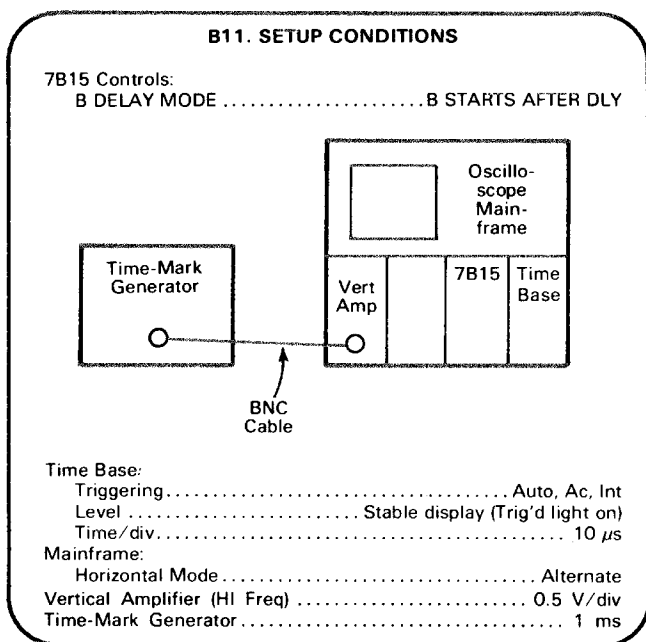 B11. SETUP CONDITIONS
7B15 Controls:
B DELAY MODE ........................ B STARTS AFTER DLY
Oscillo-
scope
Main-
frame
Time-Mark
Generator
Vert
Amp
7B15
Time
Base
BNC
Cable
Time Base:
Triggering........................................ Auto, Ac, Int
Level ........................ Stable display (Trig'd light on)
Time/div.................................................. 10 μs
Mainframe:
Horizontal Mode................................. Alternate
Vertical Amplifier (HI Freq) ........................ 0.5 V/div
Time-Mark Generator.................................... 1 ms